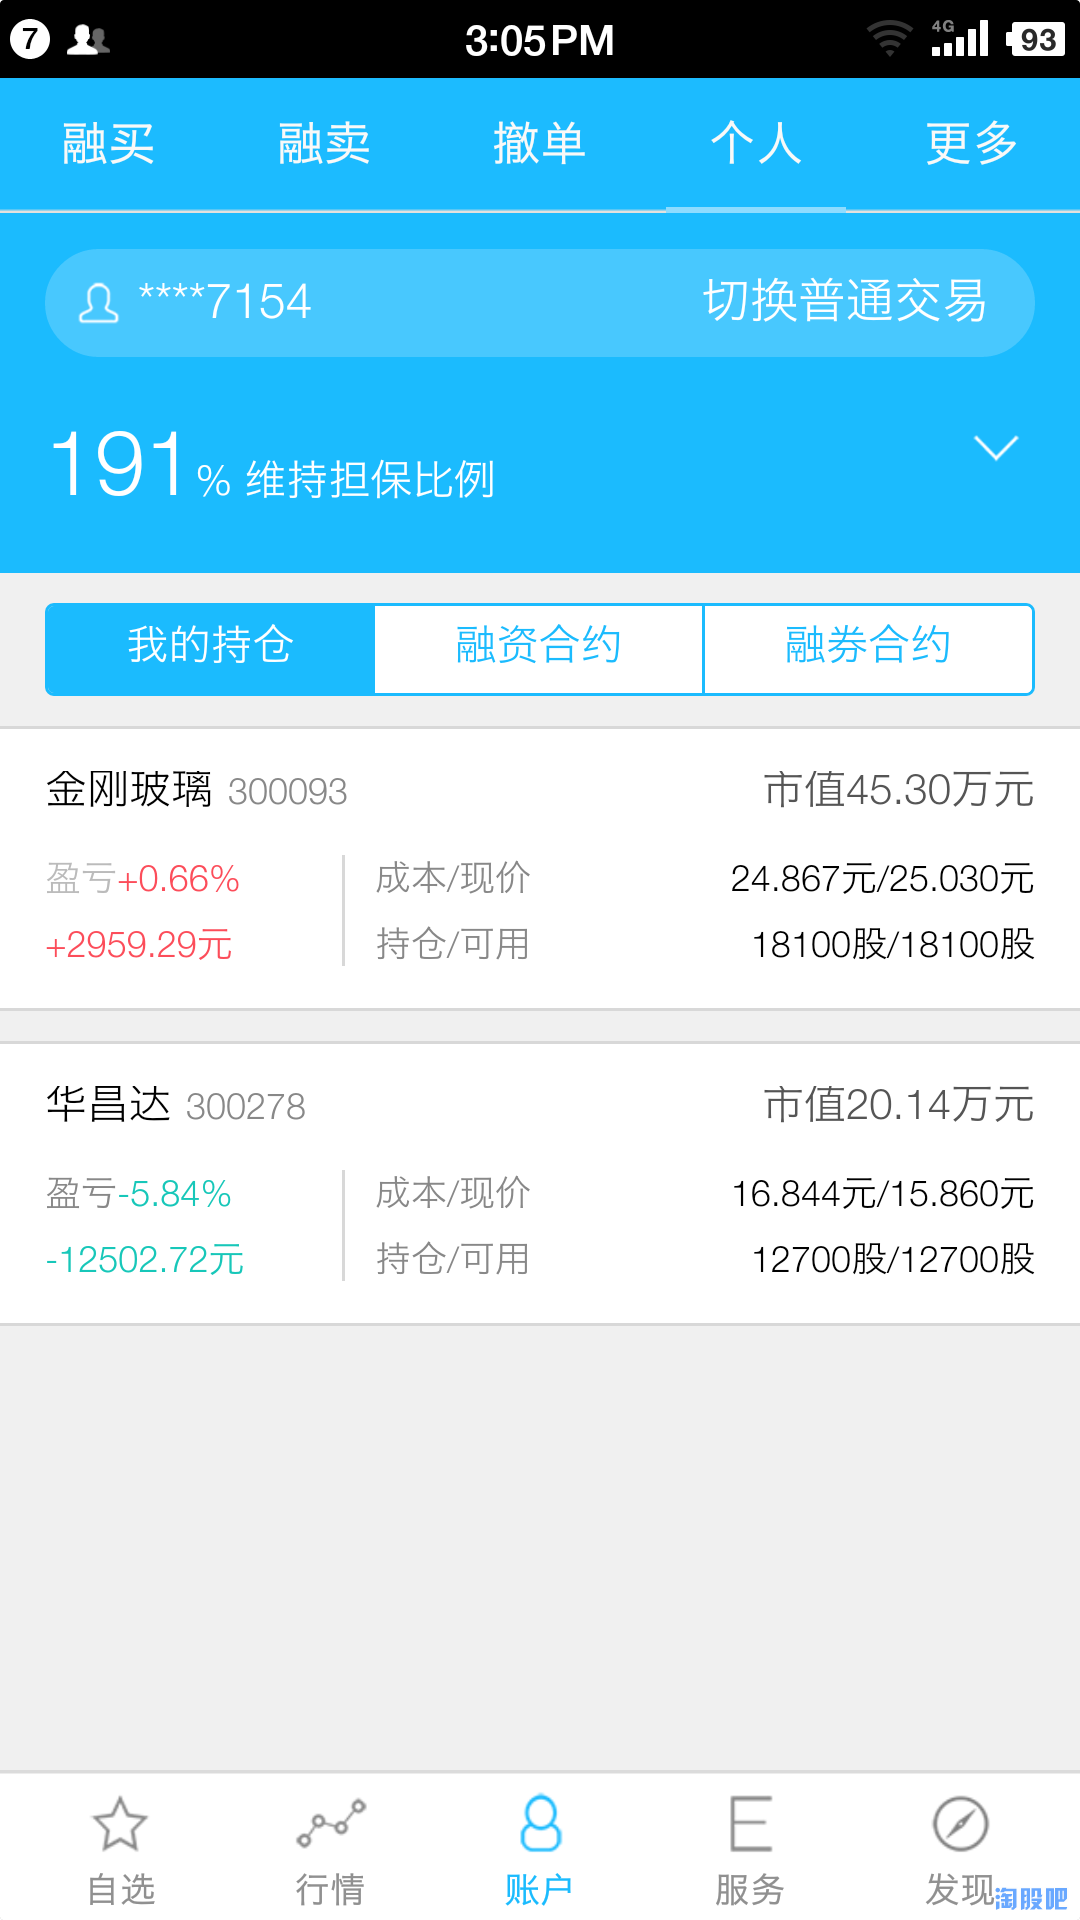 7 3:05PM 4G 93
融买 融卖 撤单 个人 更多
****7154 切换普通交易
191% 维持担保比例
我的持仓 融资合约 融券合约
金刚玻璃 300093 市值45.30万元
盈亏+0.66% 成本/现价 24.867元/25.030元
+2959.29元 持仓/可用 18100股/18100股
华昌达 300278 市值20.14万元
盈亏-5.84% 成本/现价 16.844元/15.860元
-12502.72元 持仓/可用 12700股/12700股
自选 行情 账户 服务 发现
淘股吧